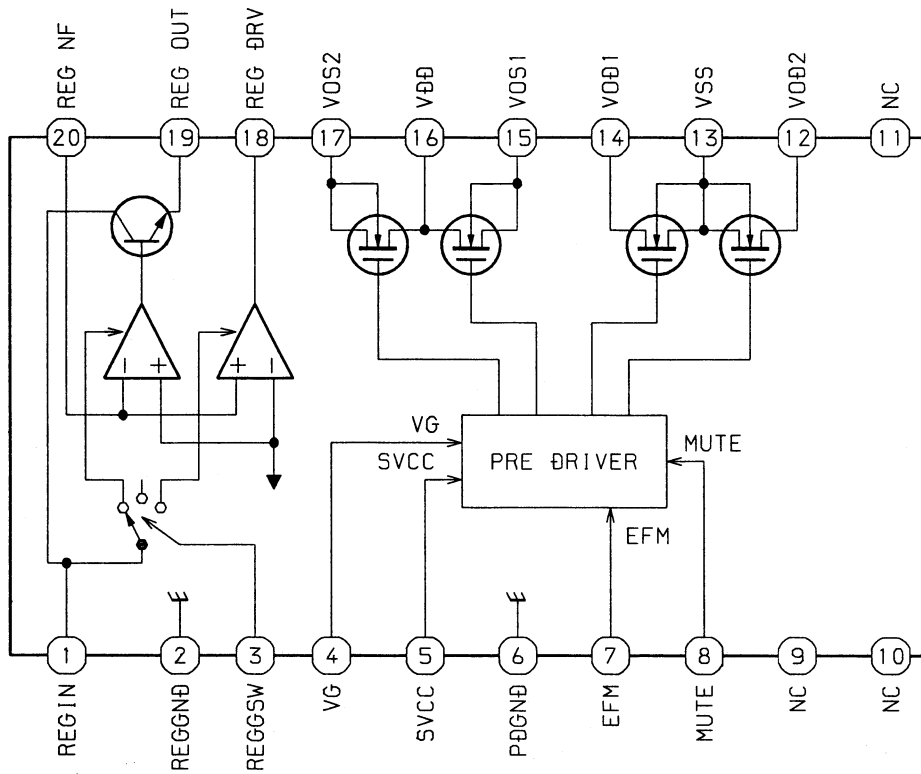 REG NF
REG OUT
REG DRV
VOS2
VDD
VOS1
VOD1
VSS
VOD2
NC
20
19
18
17
16
15
14
13
12
11
− +
+ −
VG
SVCC
PRE DRIVER
MUTE
EFM
1
2
3
4
5
6
7
8
9
10
REGIN
REGGND
REGGSW
VG
SVCC
PDGND
EFM
MUTE
NC
NC